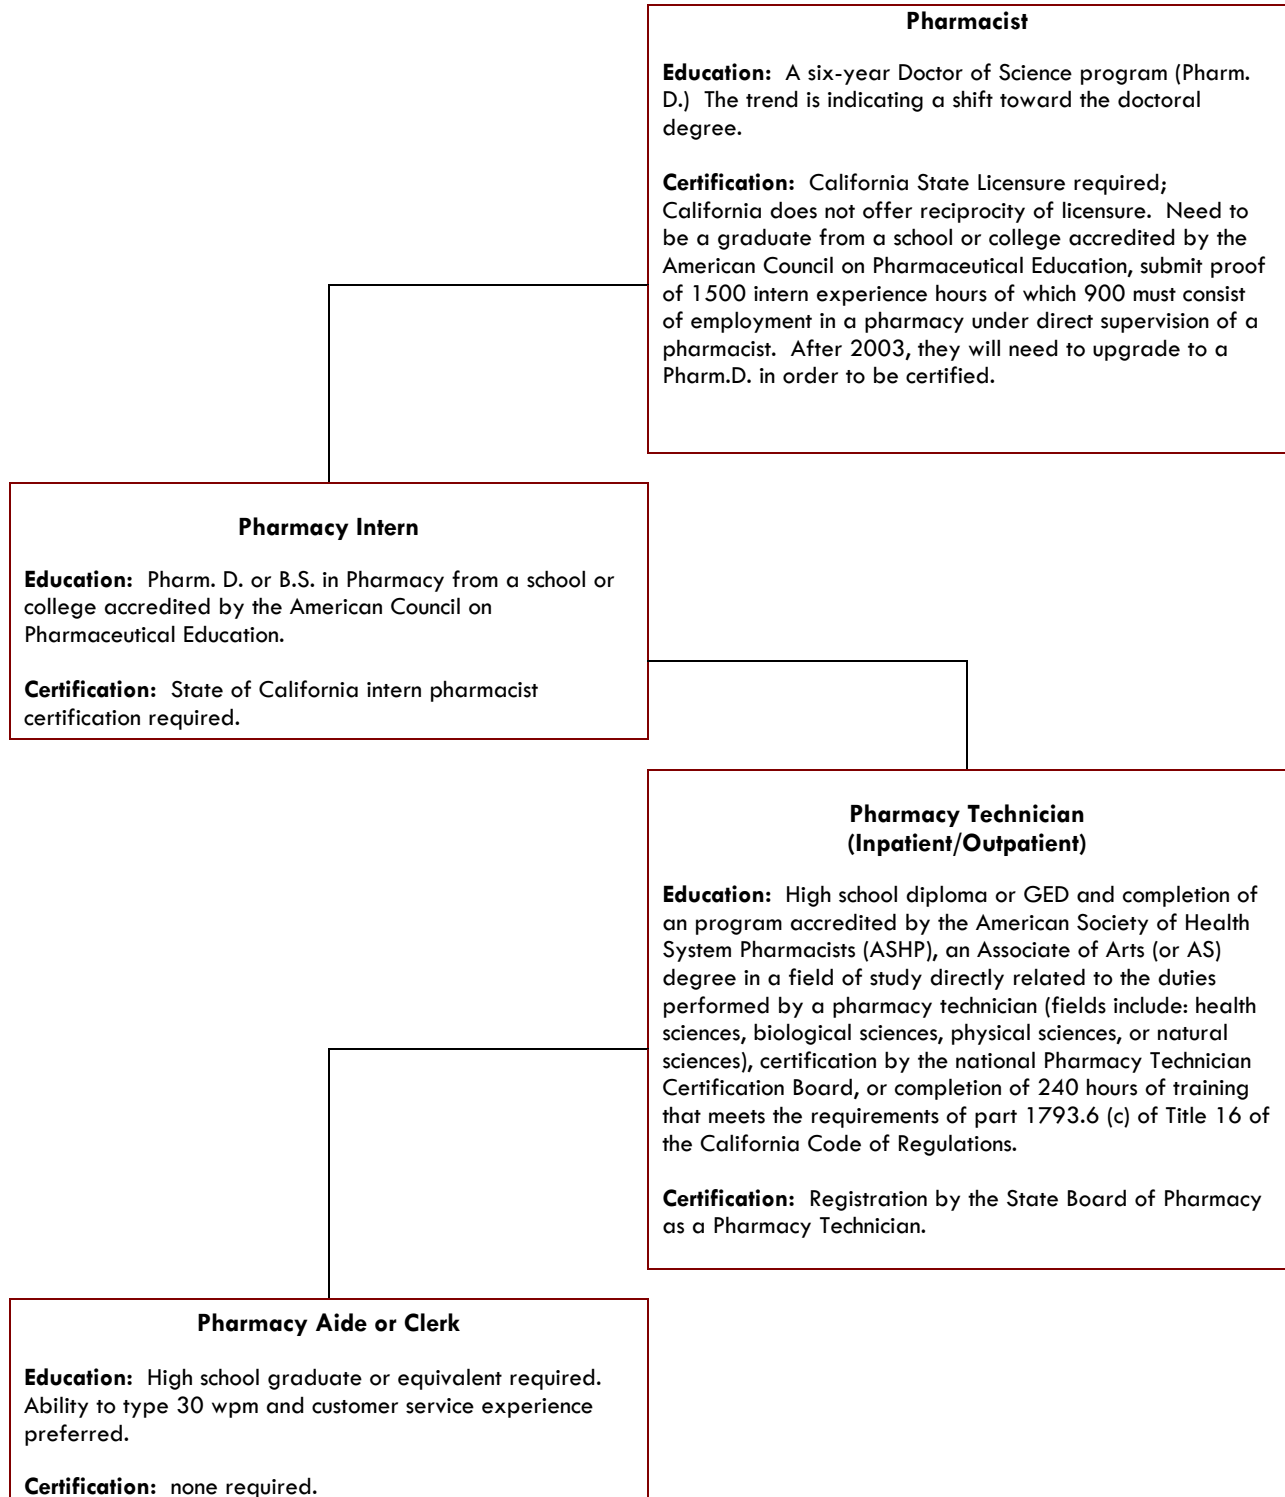 Pharmacist
Education: A six-year Doctor of Science program (Pharm.
D.) The trend is indicating a shift toward the doctoral
degree.
Certification: California State Licensure required;
California does not offer reciprocity of licensure. Need to
be a graduate from a school or college accredited by the
American Council on Pharmaceutical Education, submit proof
of 1500 intern experience hours of which 900 must consist
of employment in a pharmacy under direct supervision of a
pharmacist. After 2003, they will need to upgrade to a
Pharm.D. in order to be certified.
Pharmacy Intern
Education: Pharm. D. or B.S. in Pharmacy from a school or
college accredited by the American Council on
Pharmaceutical Education.
Certification: State of California intern pharmacist
certification required.
Pharmacy Technician
(Inpatient/Outpatient)
Education: High school diploma or GED and completion of
an program accredited by the American Society of Health
System Pharmacists (ASHP), an Associate of Arts (or AS)
degree in a field of study directly related to the duties
performed by a pharmacy technician (fields include: health
sciences, biological sciences, physical sciences, or natural
sciences), certification by the national Pharmacy Technician
Certification Board, or completion of 240 hours of training
that meets the requirements of part 1793.6 (c) of Title 16 of
the California Code of Regulations.
Certification: Registration by the State Board of Pharmacy
as a Pharmacy Technician.
Pharmacy Aide or Clerk
Education: High school graduate or equivalent required.
Ability to type 30 wpm and customer service experience
preferred.
Certification: none required.